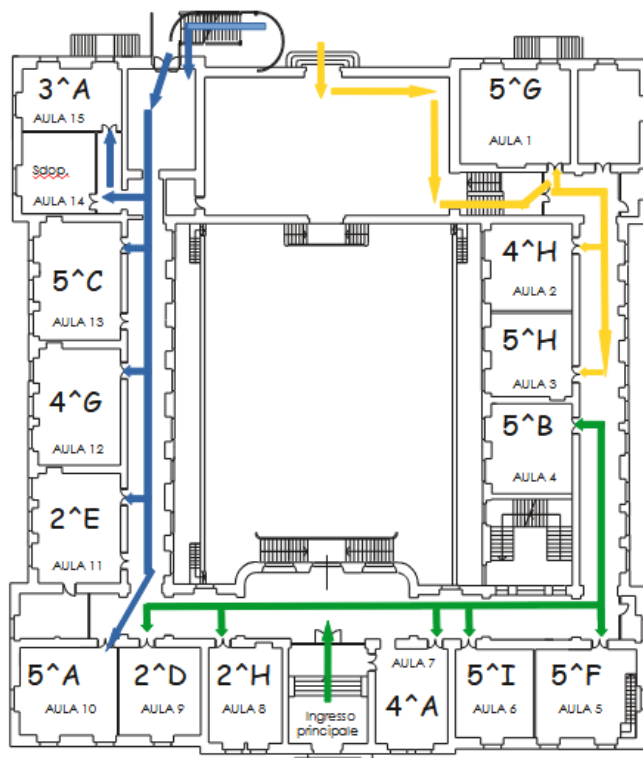 3^A
AULA 15
Sdop.
AULA 14
5^G
AULA 1
5^C
AULA 13
4^H
AULA 2
4^G
AULA 12
5^H
AULA 3
5^B
AULA 4
2^E
AULA 11
5^A
AULA 10
2^D
AULA 9
2^H
AULA 8
Ingresso
principale
AULA 7
4^A
5^I
AULA 6
5^F
AULA 5